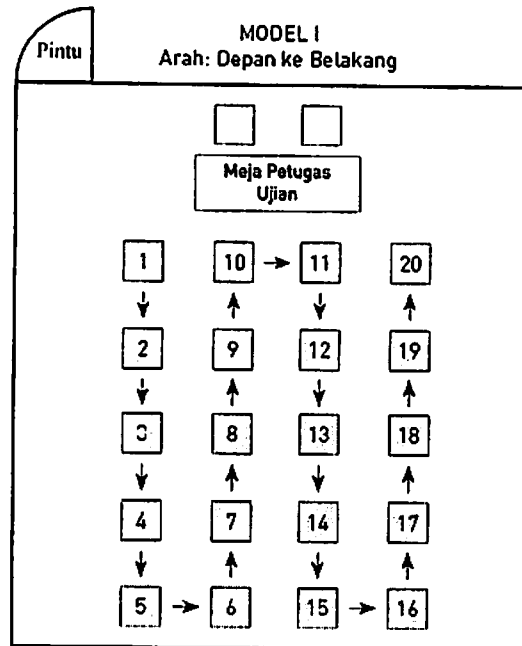 Pintu
MODEL I
Arah: Depan ke Belakang
Meja Petugas
Ujian
1 10 11 20
2 9 12 19
3 8 13 18
4 7 14 17
5 6 15 16